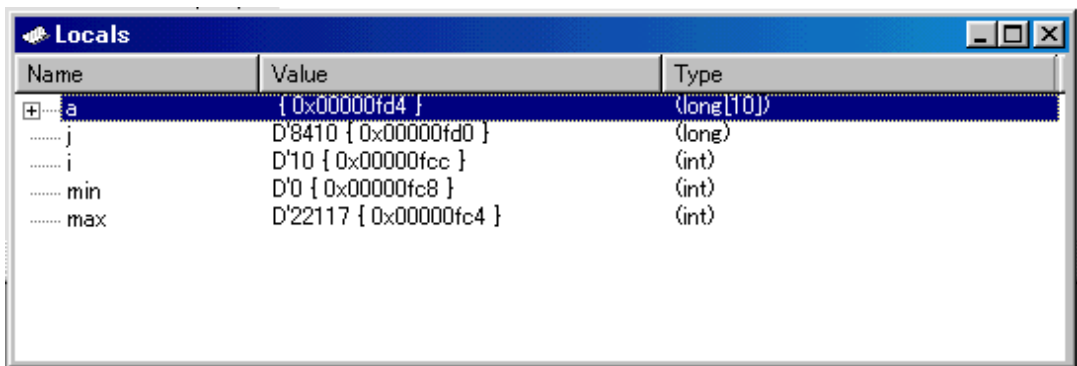 Locals
Name Value Type
a { 0x00000fd4 } (long[10])
j D'8410 { 0x00000fd0 } (long)
i D'10 { 0x00000fcc } (int)
min D'0 { 0x00000fc8 } (int)
max D'22117 { 0x00000fc4 } (int)